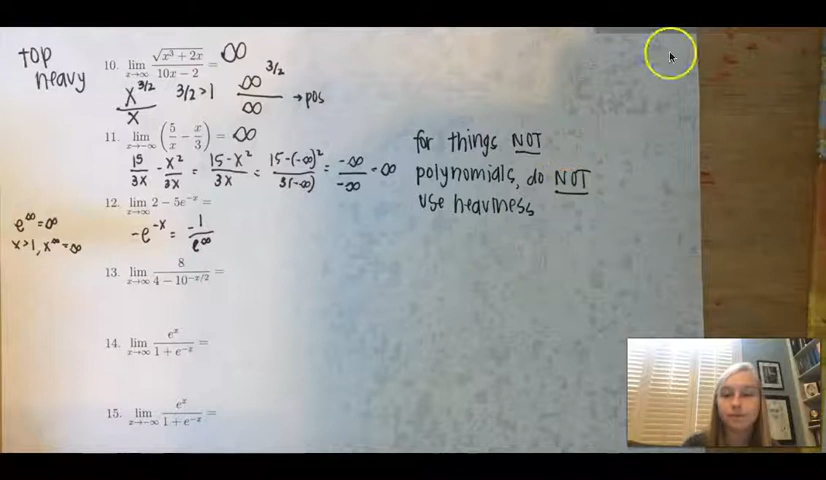 top
heavy
10. lim x→∞ √(x³ + 2x) / (10x − 2) = ∞
x^3/2 / x 3/2 > 1 ∞^3/2 / ∞ → pos
11. lim x→−∞ (5/x − x/3) = ∞
15/3x − x²/3x = 15 − x² / 3x = 15 − (−∞)² / 3(−∞) = −∞ / −∞ = ∞
for things NOT
polynomials, do NOT
use heaviness
12. lim x→∞ 2 − 5e^−x =
−e^−x = −1 / e^∞
e^∞ = ∞
x > 1, x^∞ = ∞
13. lim x→∞ 8 / (4 − 10^−x/2) =
14. lim x→∞ e^x / (1 + e^−x) =
15. lim x→−∞ e^x / (1 + e^−x) =